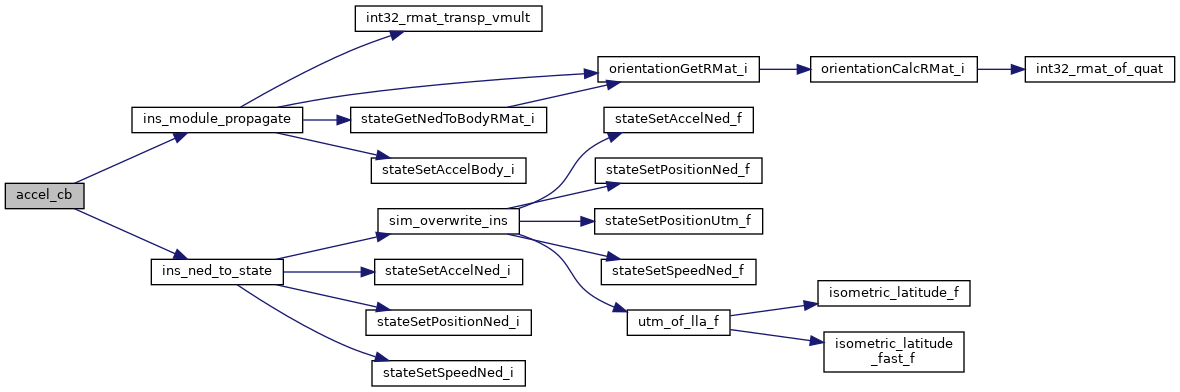 accel_cb
ins_module_propagate
int32_rmat_transp_vmult
orientationGetRMat_i
orientationCalcRMat_i
int32_rmat_of_quat
stateGetNedToBodyRMat_i
stateSetAccelBody_i
ins_ned_to_state
sim_overwrite_ins
stateSetAccelNed_f
stateSetPositionNed_f
stateSetPositionUtm_f
stateSetSpeedNed_f
utm_of_lla_f
isometric_latitude_f
isometric_latitude
_fast_f
stateSetAccelNed_i
stateSetPositionNed_i
stateSetSpeedNed_i